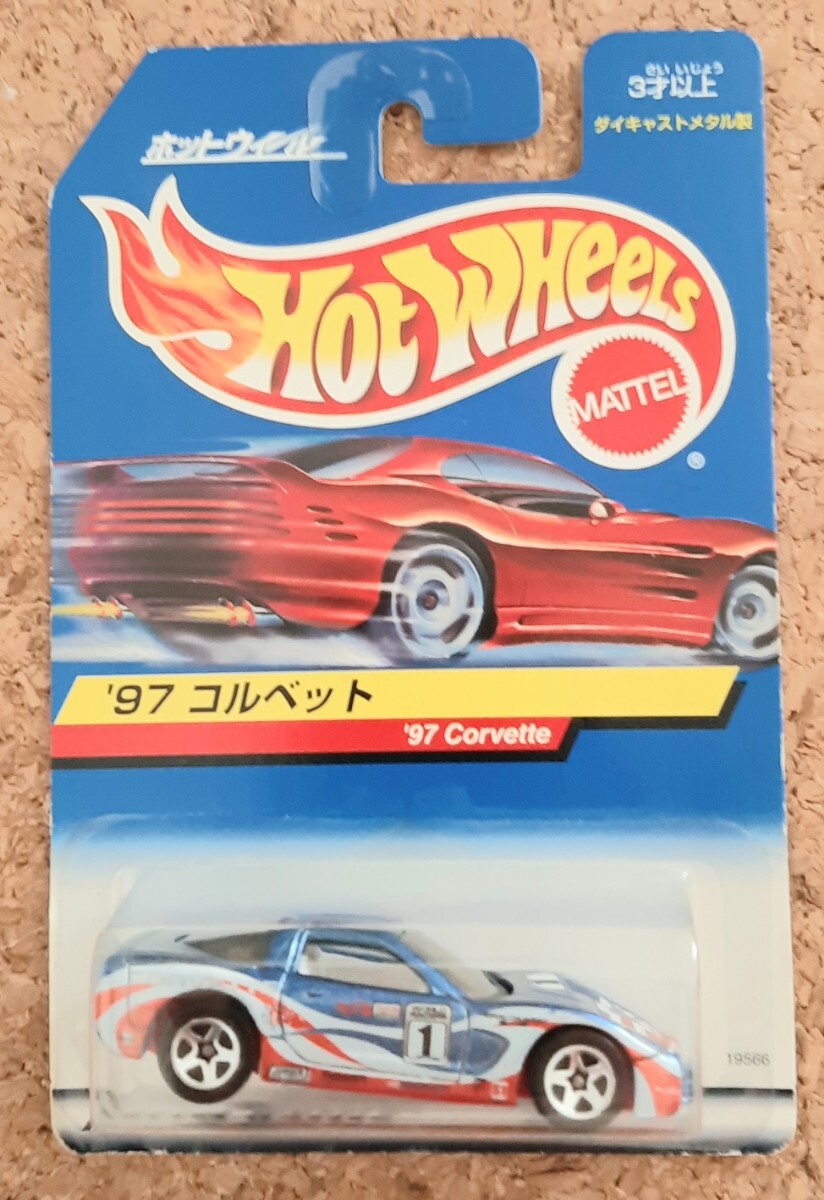 さい いじょう
3才以上
ダイキャストメタル製
ホットウィール
HOT WHEELS
MATTEL
®
'97 コルベット
'97 Corvette
1
19566